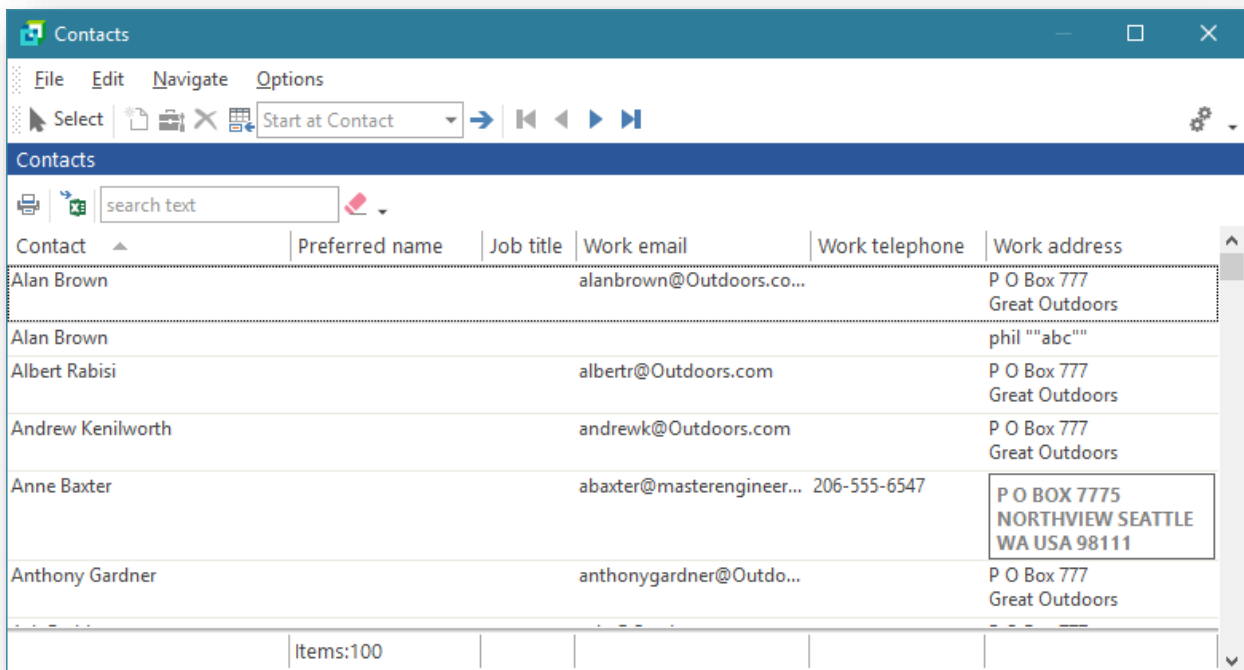 Contacts
File Edit Navigate Options
Select Start at Contact
Contacts
search text
Contact Preferred name Job title Work email Work telephone Work address
Alan Brown alanbrown@Outdoors.co... P O Box 777
Great Outdoors
Alan Brown phil ""abc""
Albert Rabisi albertr@Outdoors.com P O Box 777
Great Outdoors
Andrew Kenilworth andrewk@Outdoors.com P O Box 777
Great Outdoors
Anne Baxter abaxter@masterengineer... 206-555-6547 P O BOX 7775
NORTHVIEW SEATTLE
WA USA 98111
Anthony Gardner anthonygardner@Outdo... P O Box 777
Great Outdoors
Items:100